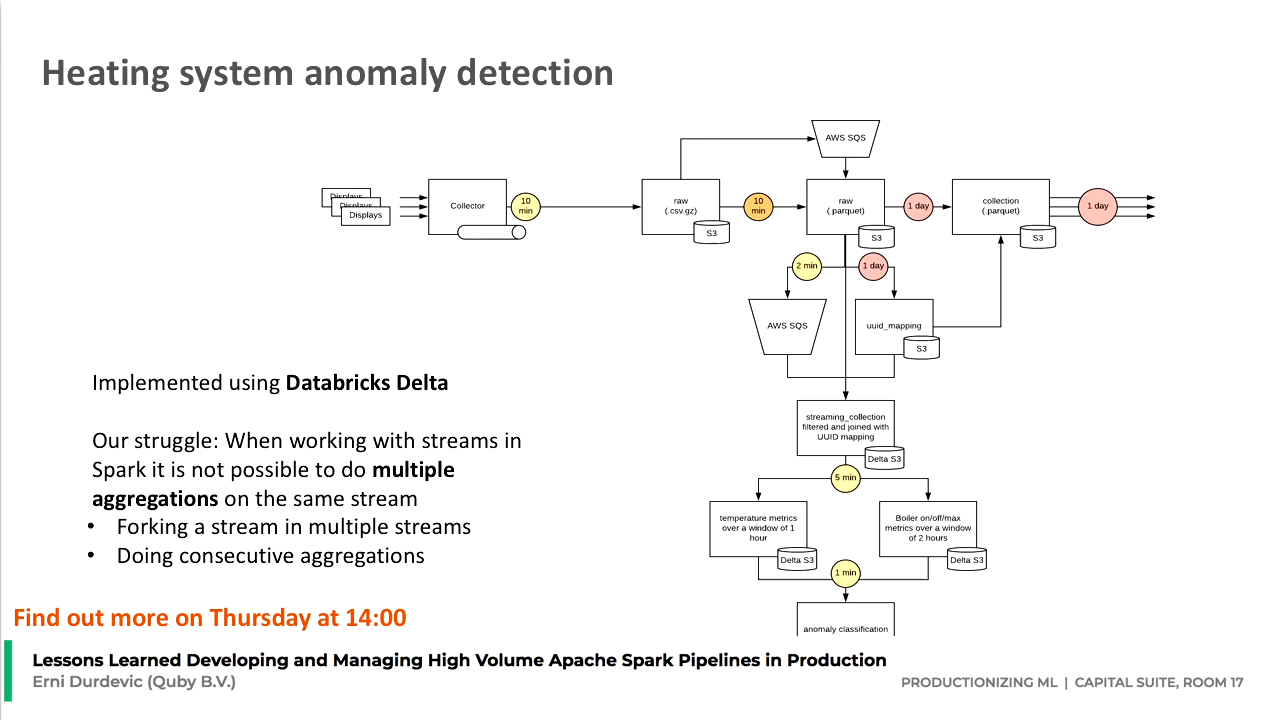 Heating system anomaly detection
AWS SQS
Displays
Displays
Displays
Collector
10
min
raw
(.csv.gz)
S3
10
min
raw
(.parquet)
S3
1 day
collection
(.parquet)
S3
1 day
2 min
1 day
AWS SQS
uuid_mapping
S3
Implemented using Databricks Delta
Our struggle: When working with streams in
Spark it is not possible to do multiple
aggregations on the same stream
• Forking a stream in multiple streams
• Doing consecutive aggregations
streaming_collection
filtered and joined with
UUID mapping
Delta S3
5 min
temperature metrics
over a window of 1
hour
Delta S3
Boiler on/off/max
metrics over a window
of 2 hours
Delta S3
1 min
anomaly classification
Find out more on Thursday at 14:00
Lessons Learned Developing and Managing High Volume Apache Spark Pipelines in Production
Erni Durdevic (Quby B.V.)
PRODUCTIONIZING ML | CAPITAL SUITE, ROOM 17